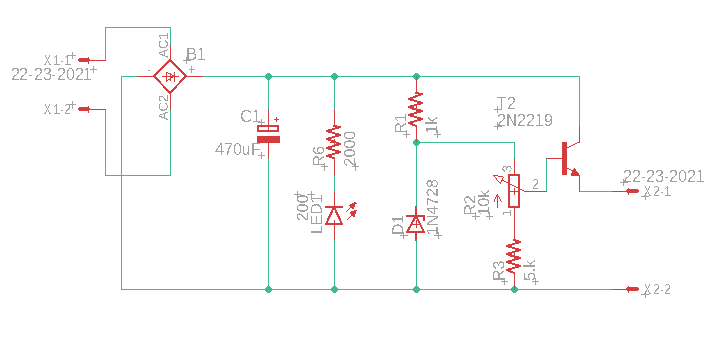 X1-1
22-23-2021
X1-2
AC1
AC2
B1
-
+
C1
+
470uF
R6
2000
200
LED1
R1
1k
D1
1N4728
R2
10k
3
2
1
R3
5.k
T2
2N2219
22-23-2021
X2-1
X2-2